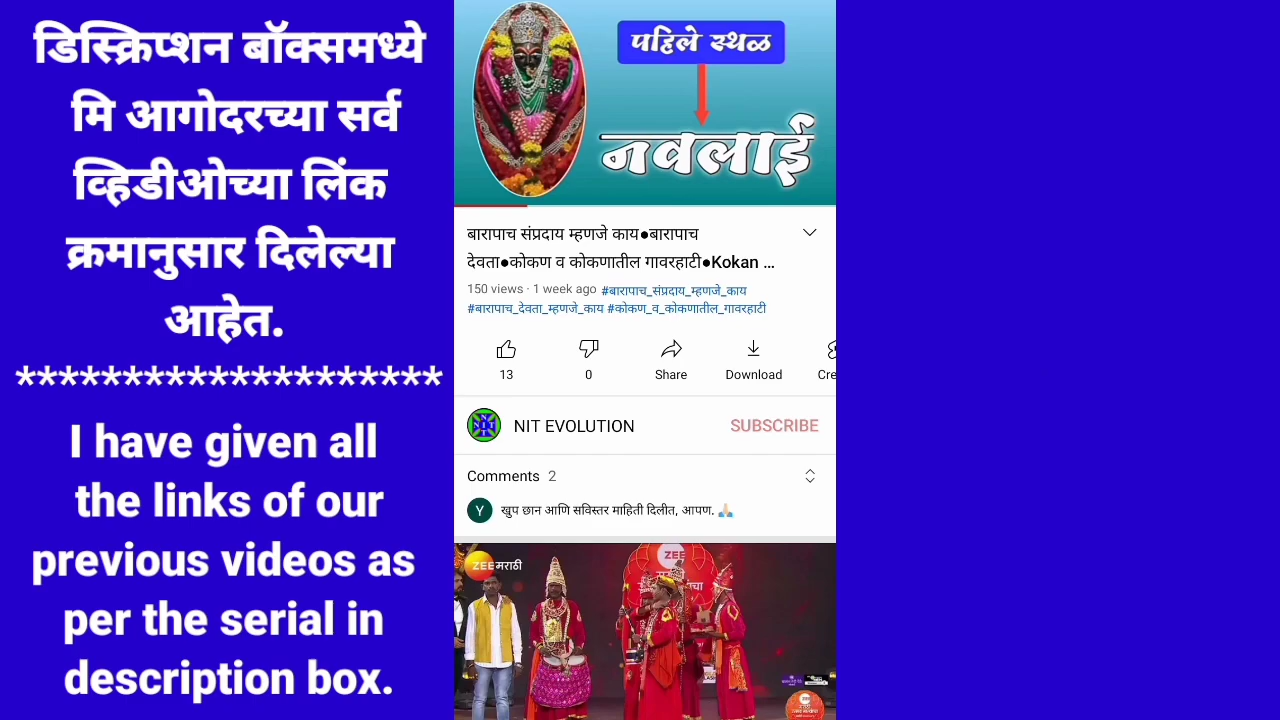 डिस्क्रिप्शन बॉक्समध्ये
मि आगोदरच्या सर्व
व्हिडीओच्या लिंक
क्रमानुसार दिलेल्या
आहेत.
********************
I have given all
the links of our
previous videos as
per the serial in
description box.
पहिले स्थळ
नवलाई
बारापाच संप्रदाय म्हणजे काय●बारापाच
देवता●कोकण व कोकणातील गावरहाटी●Kokan ...
150 views · 1 week ago #बारापाच_संप्रदाय_म्हणजे_काय
#बारापाच_देवता_म्हणजे_काय #कोकण_व_कोकणातील_गावरहाटी
13
0
Share
Download
Cre
NIT EVOLUTION
SUBSCRIBE
Comments 2
Y
खुप छान आणि सविस्तर माहिती दिलीत, आपण. 🙏🏻
ZEE मराठी
ZEE